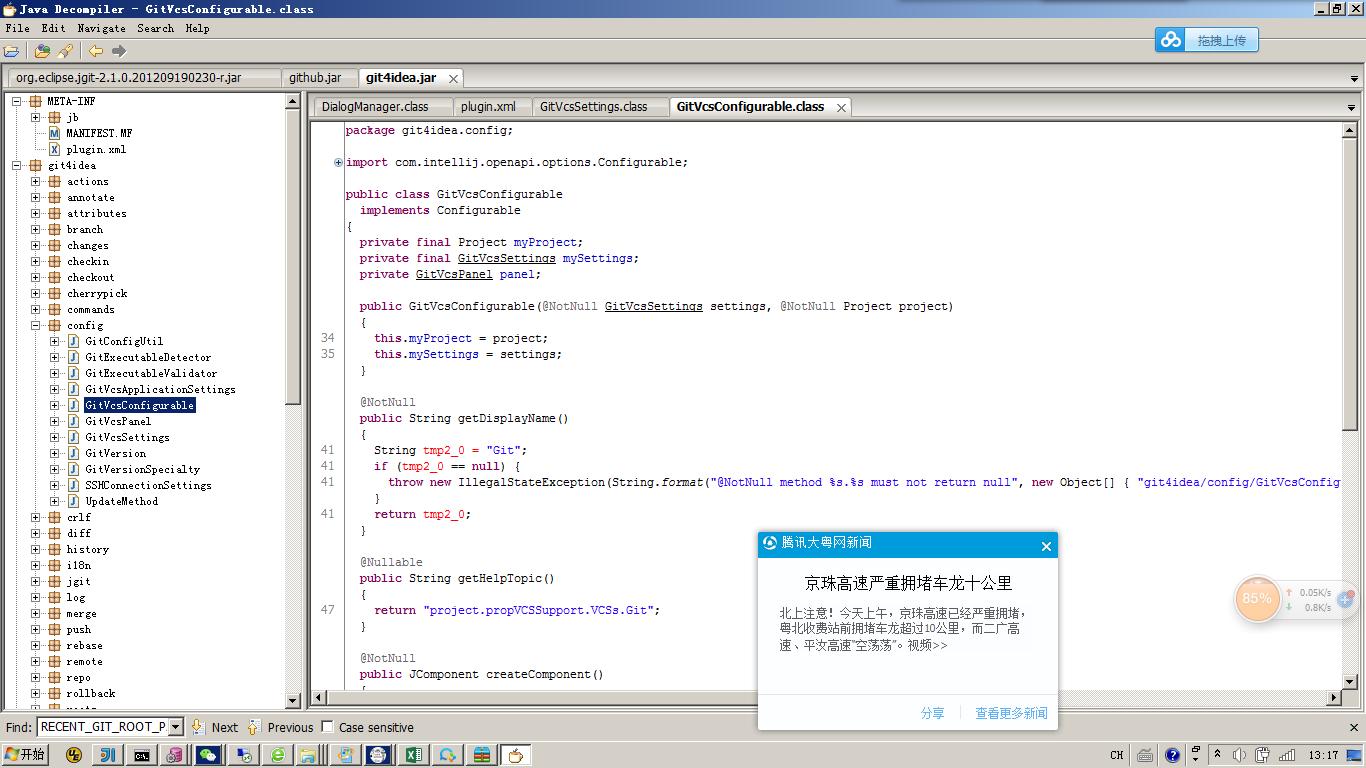 Java Decompiler - GitVcsConfigurable.class
File Edit Navigate Search Help
拖拽上传
org.eclipse.jgit-2.1.0.201209190230-r.jar github.jar git4idea.jar
META-INF
jb
MANIFEST.MF
plugin.xml
git4idea
actions
annotate
attributes
branch
changes
checkin
checkout
cherrypick
commands
config
GitConfigUtil
GitExecutableDetector
GitExecutableValidator
GitVcsApplicationSettings
GitVcsConfigurable
GitVcsPanel
GitVcsSettings
GitVersion
GitVersionSpecialty
SSHConnectionSettings
UpdateMethod
crlf
diff
history
i18n
jgit
log
merge
push
rebase
remote
repo
rollback
DialogManager.class plugin.xml GitVcsSettings.class GitVcsConfigurable.class
package git4idea.config;
import com.intellij.openapi.options.Configurable;
public class GitVcsConfigurable
implements Configurable
{
private final Project myProject;
private final GitVcsSettings mySettings;
private GitVcsPanel panel;
public GitVcsConfigurable(@NotNull GitVcsSettings settings, @NotNull Project project)
{
34 this.myProject = project;
35 this.mySettings = settings;
}
@NotNull
public String getDisplayName()
{
41 String tmp2_0 = "Git";
41 if (tmp2_0 == null) {
41 throw new IllegalStateException(String.format("@NotNull method %s.%s must not return null", new Object[] { "git4idea/config/GitVcsConfig
}
41 return tmp2_0;
}
@Nullable
public String getHelpTopic()
{
47 return "project.propVCSSupport.VCSs.Git";
}
@NotNull
public JComponent createComponent()
{
腾讯大粤网新闻
京珠高速严重拥堵车龙十公里
北上注意！今天上午，京珠高速已经严重拥堵，
粤北收费站前拥堵车龙超过10公里，而二广高
速、平汝高速"空荡荡"。视频>>
分享 查看更多新闻
85%
0.05K/s
0.8K/s
Find: RECENT_GIT_ROOT_P Next Previous Case sensitive
开始
CH
13:17